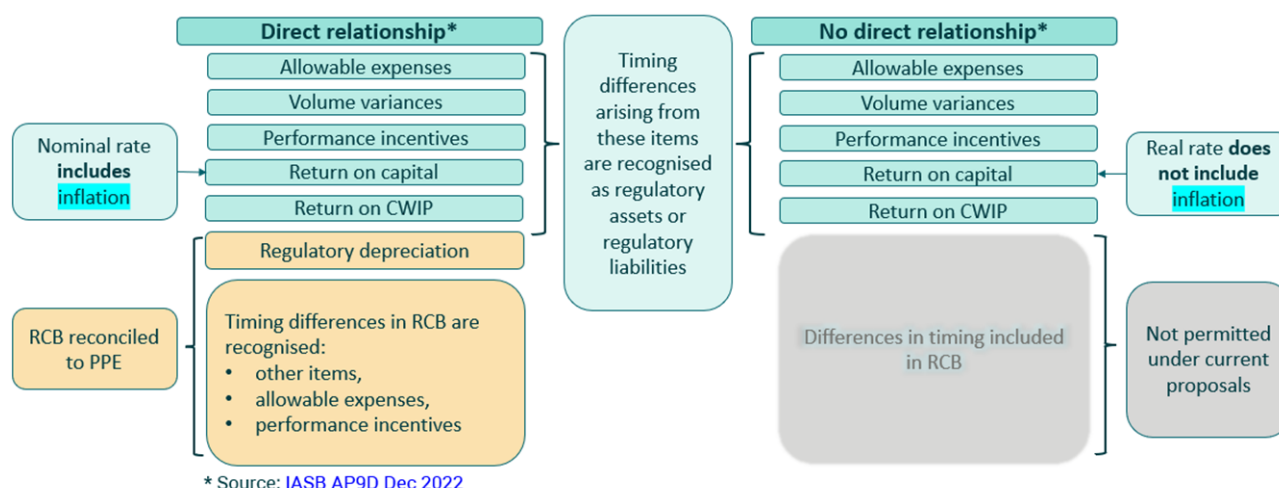 Direct relationship*
Allowable expenses
Volume variances
Performance incentives
Return on capital
Return on CWIP
Regulatory depreciation
Timing differences in RCB are
recognised:
• other items,
• allowable expenses,
• performance incentives
Nominal rate
includes
inflation
RCB reconciled
to PPE
Timing
differences
arising from
these items
are recognised
as regulatory
assets or
regulatory
liabilities
No direct relationship*
Allowable expenses
Volume variances
Performance incentives
Return on capital
Return on CWIP
Differences in timing included
in RCB
Real rate does
not include
inflation
Not permitted
under current
proposals
* Source: IASB AP9D Dec 2022